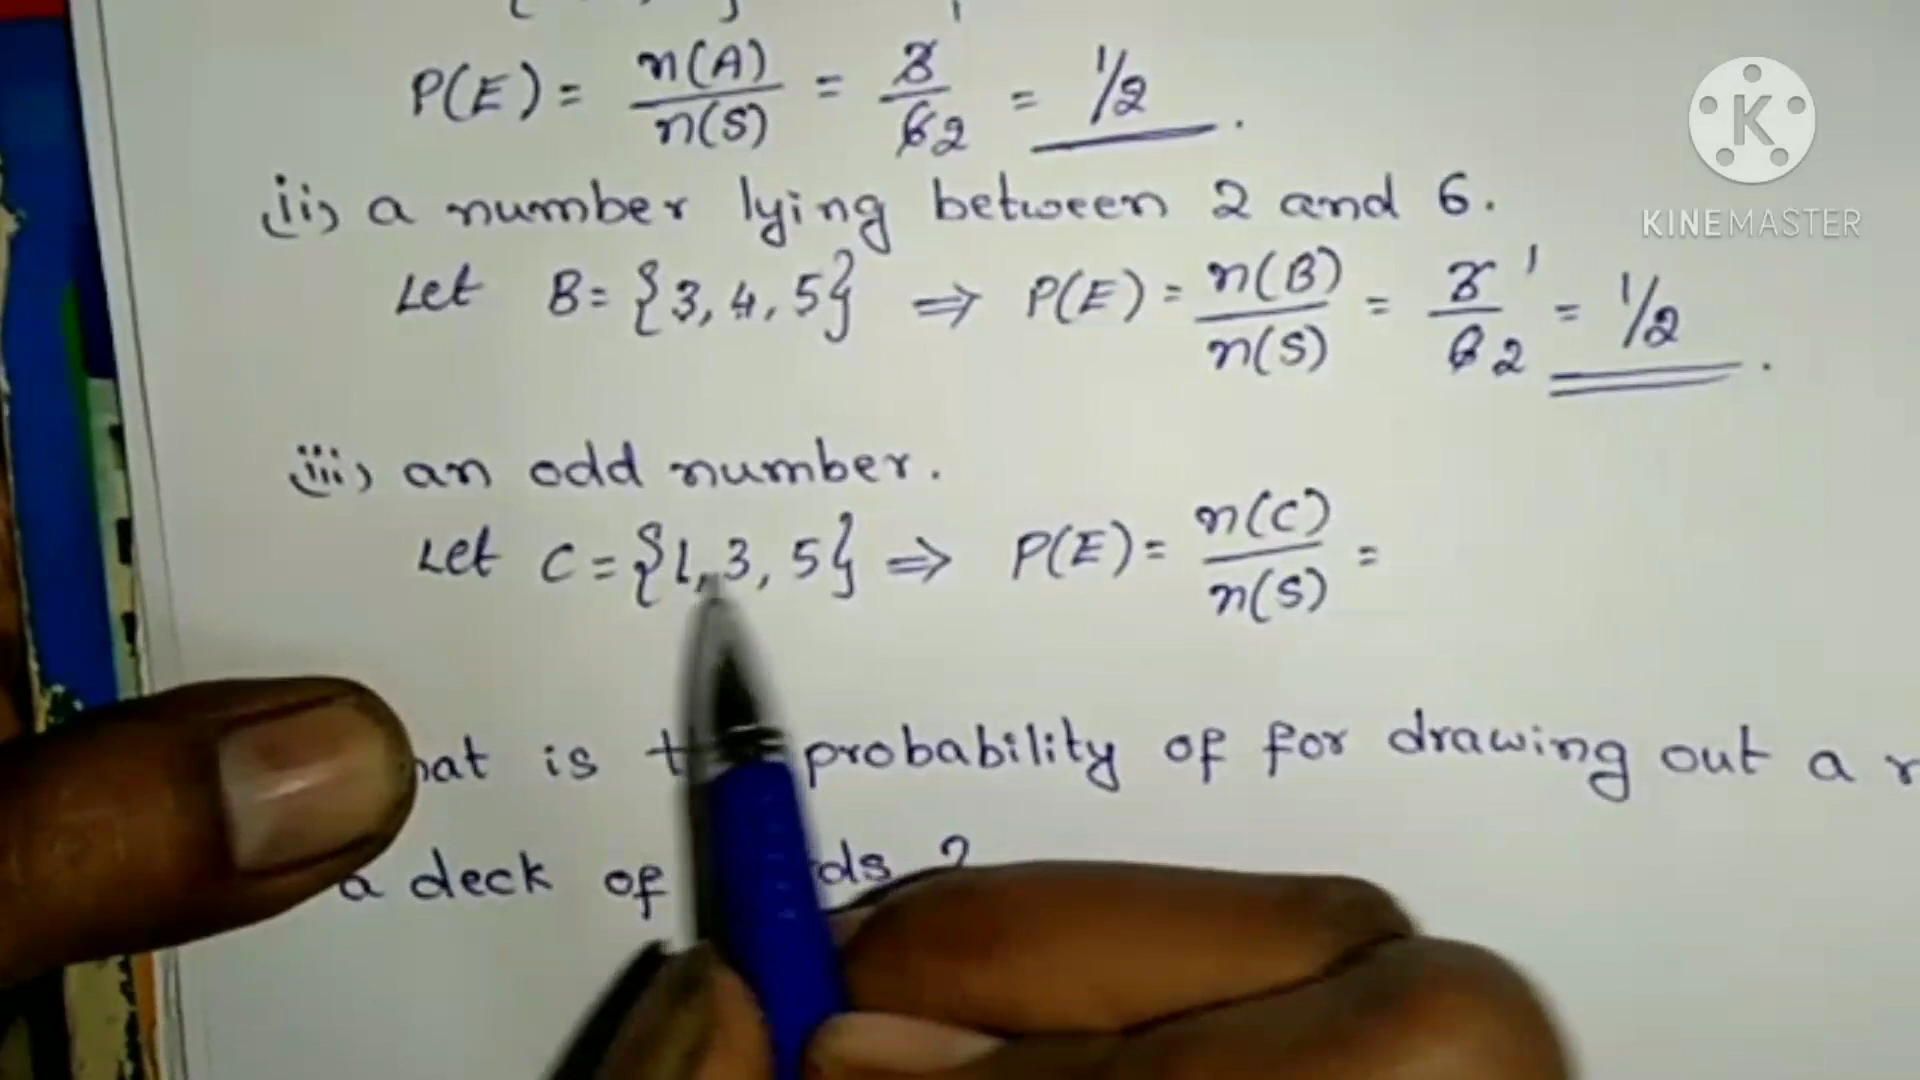 P(E) = n(A)/n(S) = 3/6 1 2 = 1/2.
(ii) a number lying between 2 and 6.
Let B = {3, 4, 5} ⇒ P(E) = n(B)/n(S) = 3/6 1 2 = 1/2.
(iii) an odd number.
Let C = {1, 3, 5} ⇒ P(E) = n(C)/n(S) =
is probability of for drawing out a
a deck of ?
KINEMASTER